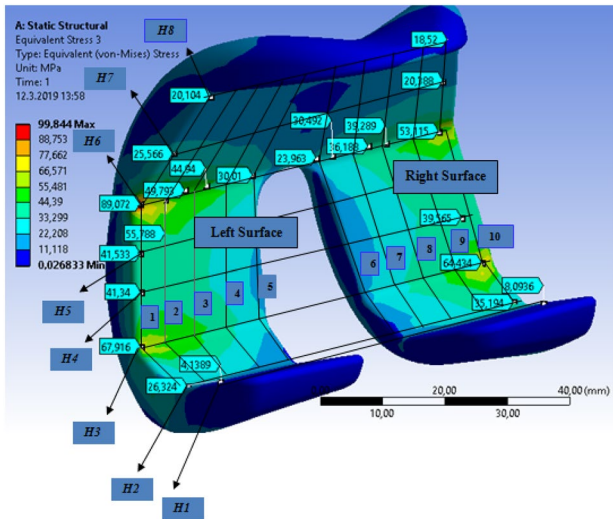 A: Static Structural
Equivalent Stress 3
Type: Equivalent (von-Mises) Stress
Unit: MPa
Time: 1
12.3.2019 13:58
99,844 Max
88,753
77,662
66,571
55,481
44,39
33,299
22,208
11,118
0,026833 Min
H8
H7
H6
H5
H4
H3
H2
H1
18,52
20,104
20,188
30,492
39,289
53,115
25,566
44,94
36,188
23,963
30,01
49,793
89,072
Right Surface
Left Surface
55,788
39,565
41,533
64,434
41,34
8,0936
35,194
67,916
4,1389
26,324
1
2
3
4
5
6
7
8
9
10
0,00
20,00
40,00 (mm)
10,00
30,00